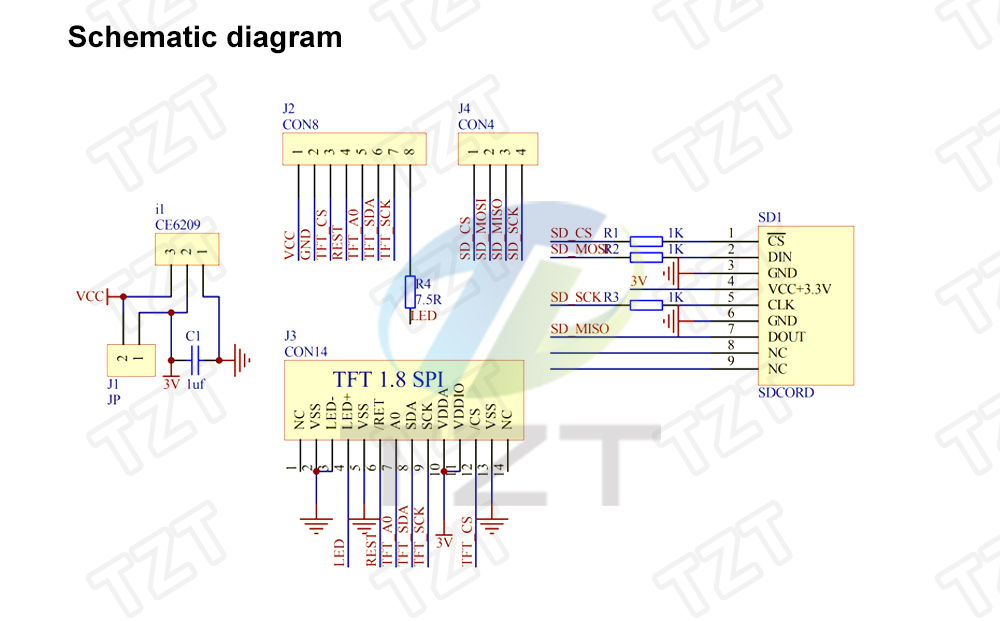 Schematic diagram
J2
CON8
1 2 3 4 5 6 7 8
VCC
GND
TFT_CS
REST
TFT_A0
TFT_SDA
TFT_SCK
R4
7.5R
LED
J4
CON4
1 2 3 4
SD_CS
SD_MOSI
SD_MISO
SD_SCK
i1
CE6209
3 2 1
VCC
2 1
J1
JP
3V
C1
1uf
J3
CON14
TFT 1.8 SPI
NC
VSS
LED-
LED+
VSS
/RET
A0
SDA
SCK
VDDA
VDDIO
/CS
VSS
NC
1 2 3 4 5 6 7 8 9 10 11 12 13 14
LED
REST
TFT_A0
TFT_SDA
TFT_SCK
3V
TFT_CS
SD1
SD_CS R1 1K 1 CS
SD_MOSI R2 1K 2 DIN
3 GND
3V 4 VCC+3.3V
SD_SCK R3 1K 5 CLK
6 GND
SD_MISO 7 DOUT
8 NC
9 NC
SDCORD
TZT